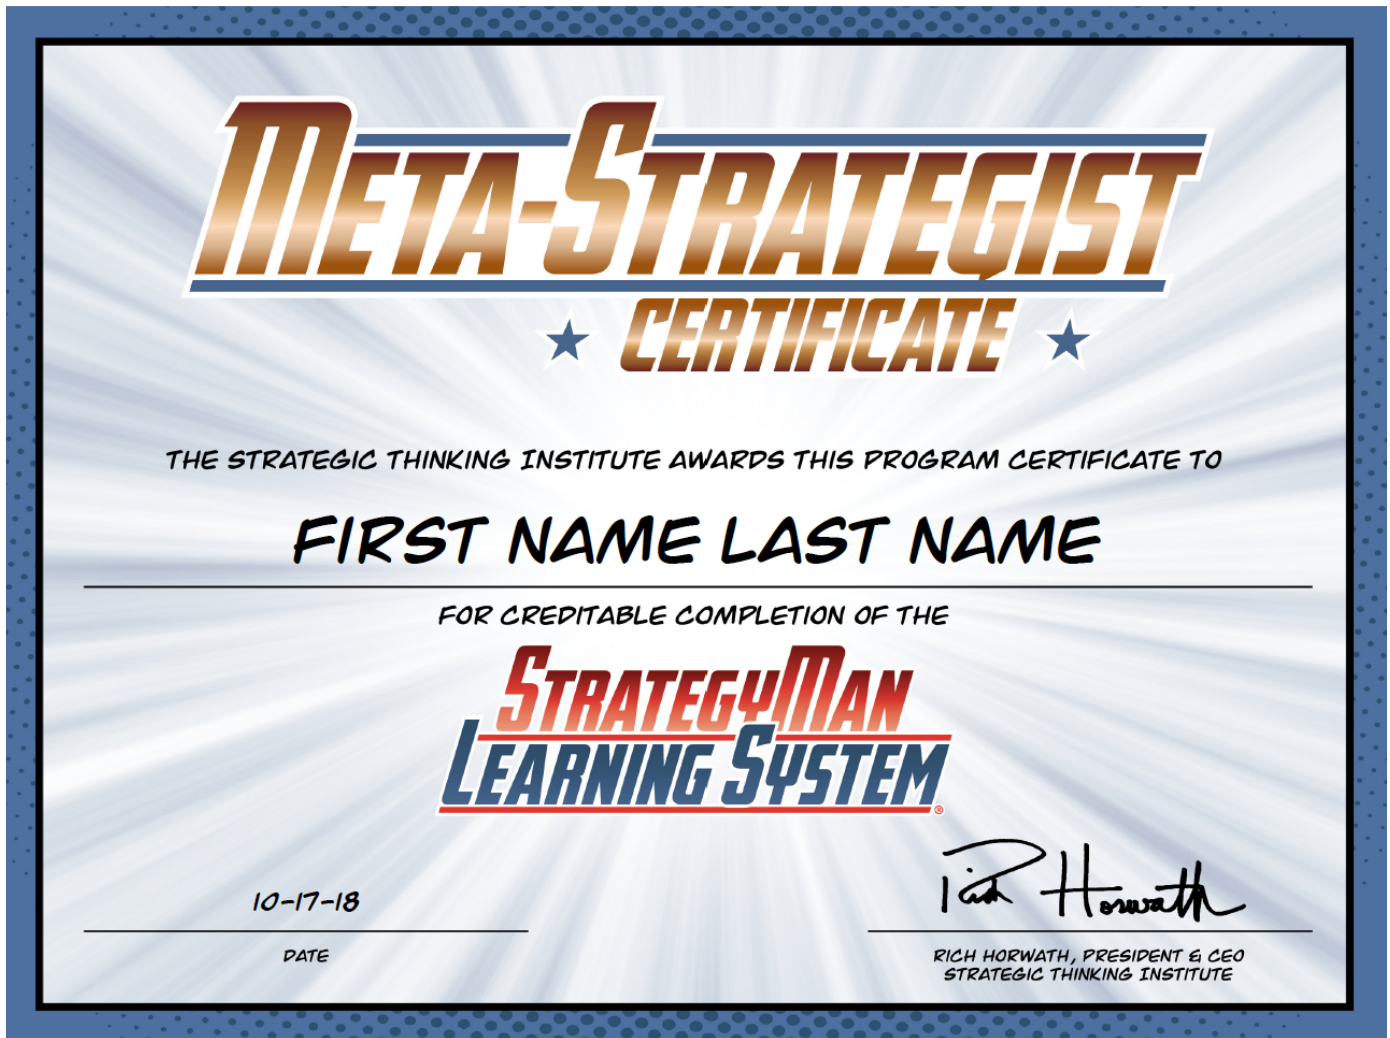 META-STRATEGIST
CERTIFICATE
THE STRATEGIC THINKING INSTITUTE AWARDS THIS PROGRAM CERTIFICATE TO
FIRST NAME LAST NAME
FOR CREDITABLE COMPLETION OF THE
STRATEGYMAN
LEARNING SYSTEM®
10-17-18
Rich Horwath
DATE
RICH HORWATH, PRESIDENT & CEO
STRATEGIC THINKING INSTITUTE